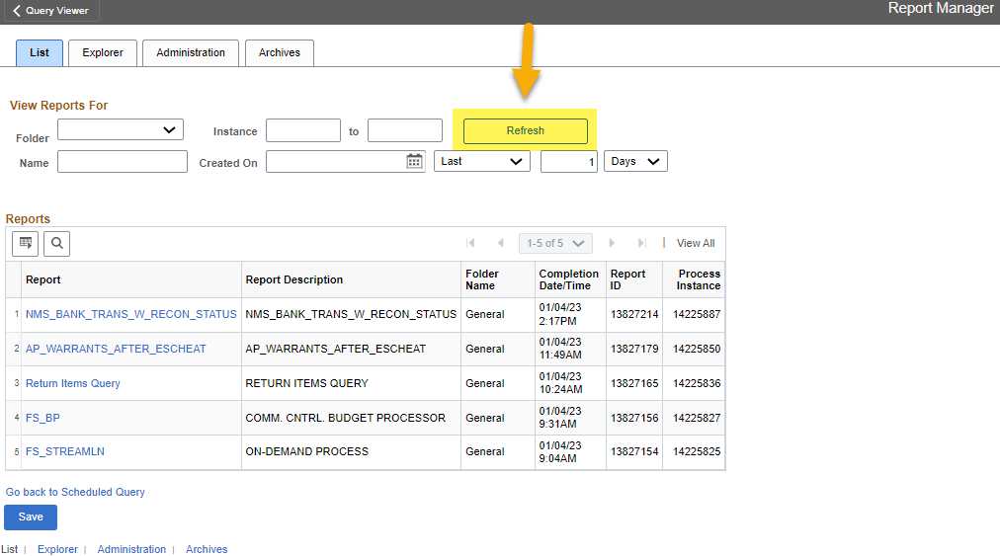 Query Viewer
Report Manager
List Explorer Administration Archives
View Reports For
Folder Instance to Refresh
Name Created On Last 1 Days
Reports
1-5 of 5 | View All
Report Report Description Folder Name Completion Date/Time Report ID Process Instance
1 NMS_BANK_TRANS_W_RECON_STATUS NMS_BANK_TRANS_W_RECON_STATUS General 01/04/23 2:17PM 13827214 14225887
2 AP_WARRANTS_AFTER_ESCHEAT AP_WARRANTS_AFTER_ESCHEAT General 01/04/23 11:49AM 13827179 14225850
3 Return Items Query RETURN ITEMS QUERY General 01/04/23 10:24AM 13827165 14225836
4 FS_BP COMM. CNTRL. BUDGET PROCESSOR General 01/04/23 9:31AM 13827156 14225827
5 FS_STREAMLN ON-DEMAND PROCESS General 01/04/23 9:04AM 13827154 14225825
Go back to Scheduled Query
Save
List | Explorer | Administration | Archives